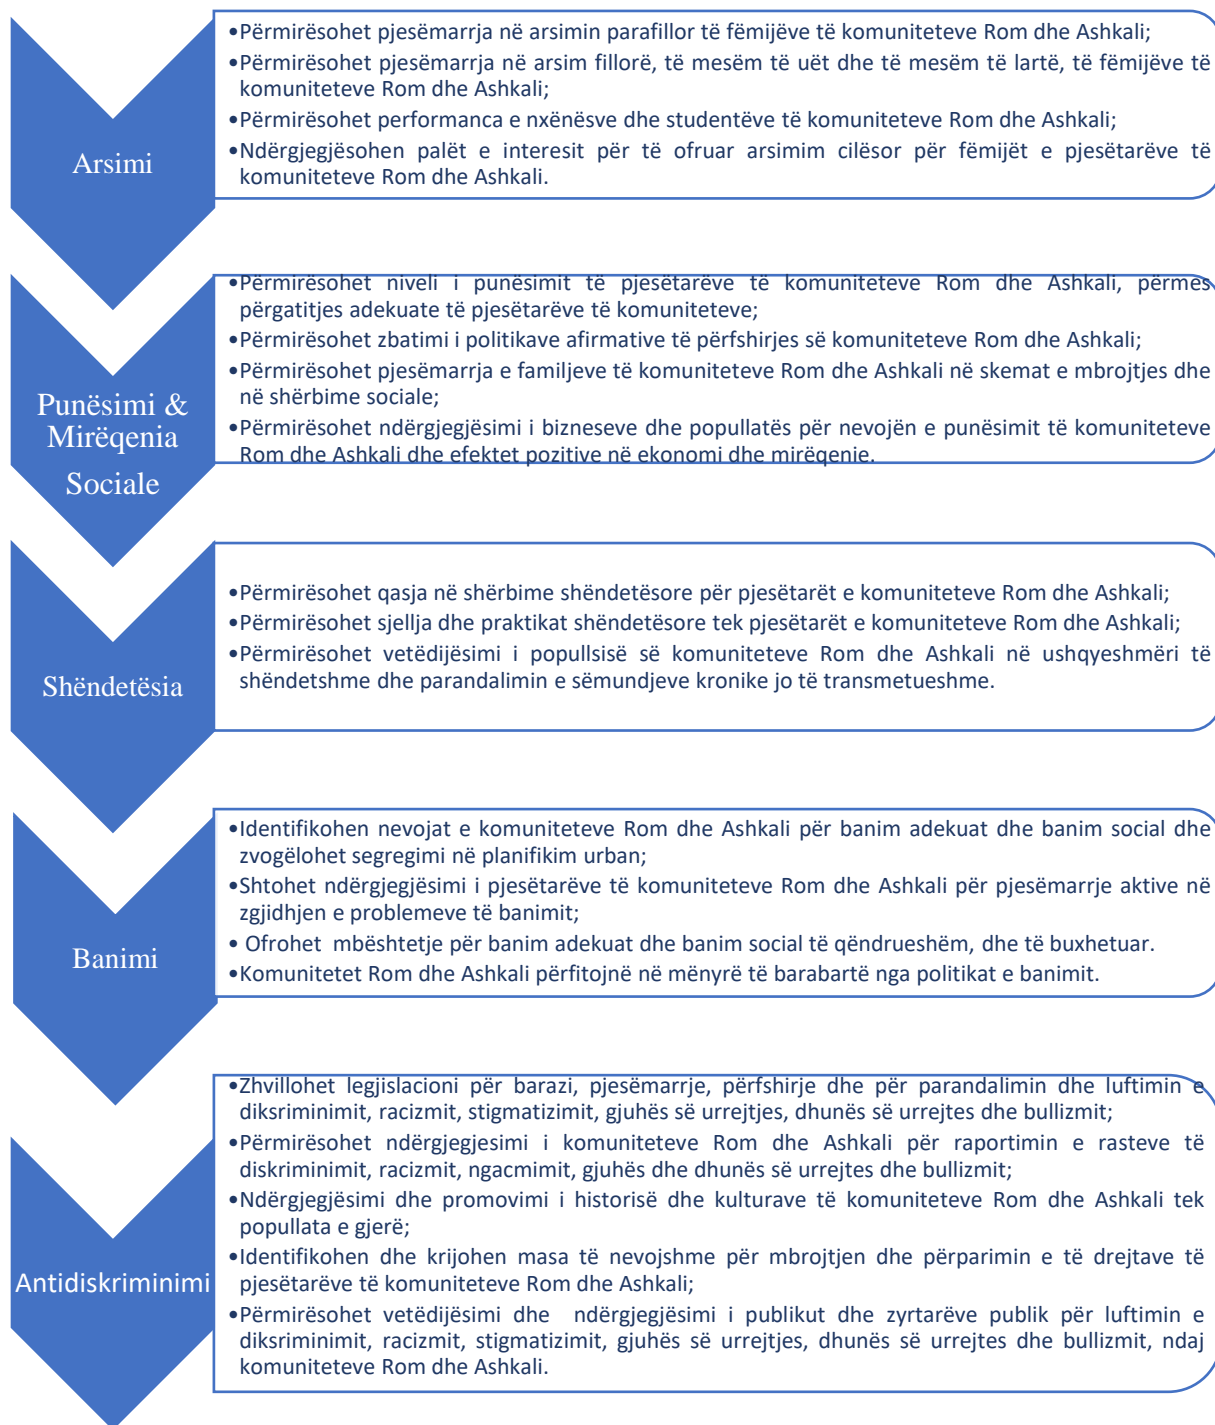 Arsimi
•Përmirësohet pjesëmarrja në arsimin parafillor të fëmijëve të komuniteteve Rom dhe Ashkali;
•Përmirësohet pjesëmarrja në arsim fillorë, të mesëm të uët dhe të mesëm të lartë, të fëmijëve të
komuniteteve Rom dhe Ashkali;
•Përmirësohet performanca e nxënësve dhe studentëve të komuniteteve Rom dhe Ashkali;
•Ndërgjegjësohen palët e interesit për të ofruar arsimim cilësor për fëmijët e pjesëtarëve të
komuniteteve Rom dhe Ashkali.
Punësimi &
Mirëqenia
Sociale
•Përmirësohet niveli i punësimit të pjesëtarëve të komuniteteve Rom dhe Ashkali, përmes
përgatitjes adekuate të pjesëtarëve të komuniteteve;
•Përmirësohet zbatimi i politikave afirmative të përfshirjes së komuniteteve Rom dhe Ashkali;
•Përmirësohet pjesëmarrja e familjeve të komuniteteve Rom dhe Ashkali në skemat e mbrojtjes dhe
në shërbime sociale;
•Përmirësohet ndërgjegjësimi i bizneseve dhe popullatës për nevojën e punësimit të komuniteteve
Rom dhe Ashkali dhe efektet pozitive në ekonomi dhe mirëqenie.
Shëndetësia
•Përmirësohet qasja në shërbime shëndetësore për pjesëtarët e komuniteteve Rom dhe Ashkali;
•Përmirësohet sjellja dhe praktikat shëndetësore tek pjesëtarët e komuniteteve Rom dhe Ashkali;
•Përmirësohet vetëdijësimi i popullsisë së komuniteteve Rom dhe Ashkali në ushqyeshmëri të
shëndetshme dhe parandalimin e sëmundjeve kronike jo të transmetueshme.
Banimi
•Identifikohen nevojat e komuniteteve Rom dhe Ashkali për banim adekuat dhe banim social dhe
zvogëlohet segregimi në planifikim urban;
•Shtohet ndërgjegjësimi i pjesëtarëve të komuniteteve Rom dhe Ashkali për pjesëmarrje aktive në
zgjidhjen e problemeve të banimit;
• Ofrohet mbështetje për banim adekuat dhe banim social të qëndrueshëm, dhe të buxhetuar.
•Komunitetet Rom dhe Ashkali përfitojnë në mënyrë të barabartë nga politikat e banimit.
Antidiskriminimi
•Zhvillohet legjislacioni për barazi, pjesëmarrje, përfshirje dhe për parandalimin dhe luftimin e
diksriminimit, racizmit, stigmatizimit, gjuhës së urrejtjes, dhunës së urrejtes dhe bullizmit;
•Përmirësohet ndërgjegjesimi i komuniteteve Rom dhe Ashkali për raportimin e rasteve të
diskriminimit, racizmit, ngacmimit, gjuhës dhe dhunës së urrejtes dhe bullizmit;
•Ndërgjegjësimi dhe promovimi i historisë dhe kulturave të komuniteteve Rom dhe Ashkali tek
popullata e gjerë;
•Identifikohen dhe krijohen masa të nevojshme për mbrojtjen dhe përparimin e të drejtave të
pjesëtarëve të komuniteteve Rom dhe Ashkali;
•Përmirësohet vetëdijësimi dhe ndërgjegjësimi i publikut dhe zyrtarëve publik për luftimin e
diksriminimit, racizmit, stigmatizimit, gjuhës së urrejtjes, dhunës së urrejtes dhe bullizmit, ndaj
komuniteteve Rom dhe Ashkali.